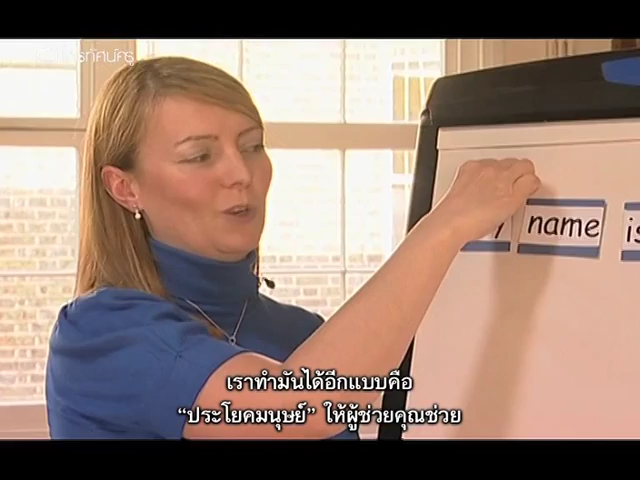 name
is
เราทำมันได้อีกแบบคือ
“ประโยคมนุษย์” ให้ผู้ช่วยคุณช่วย